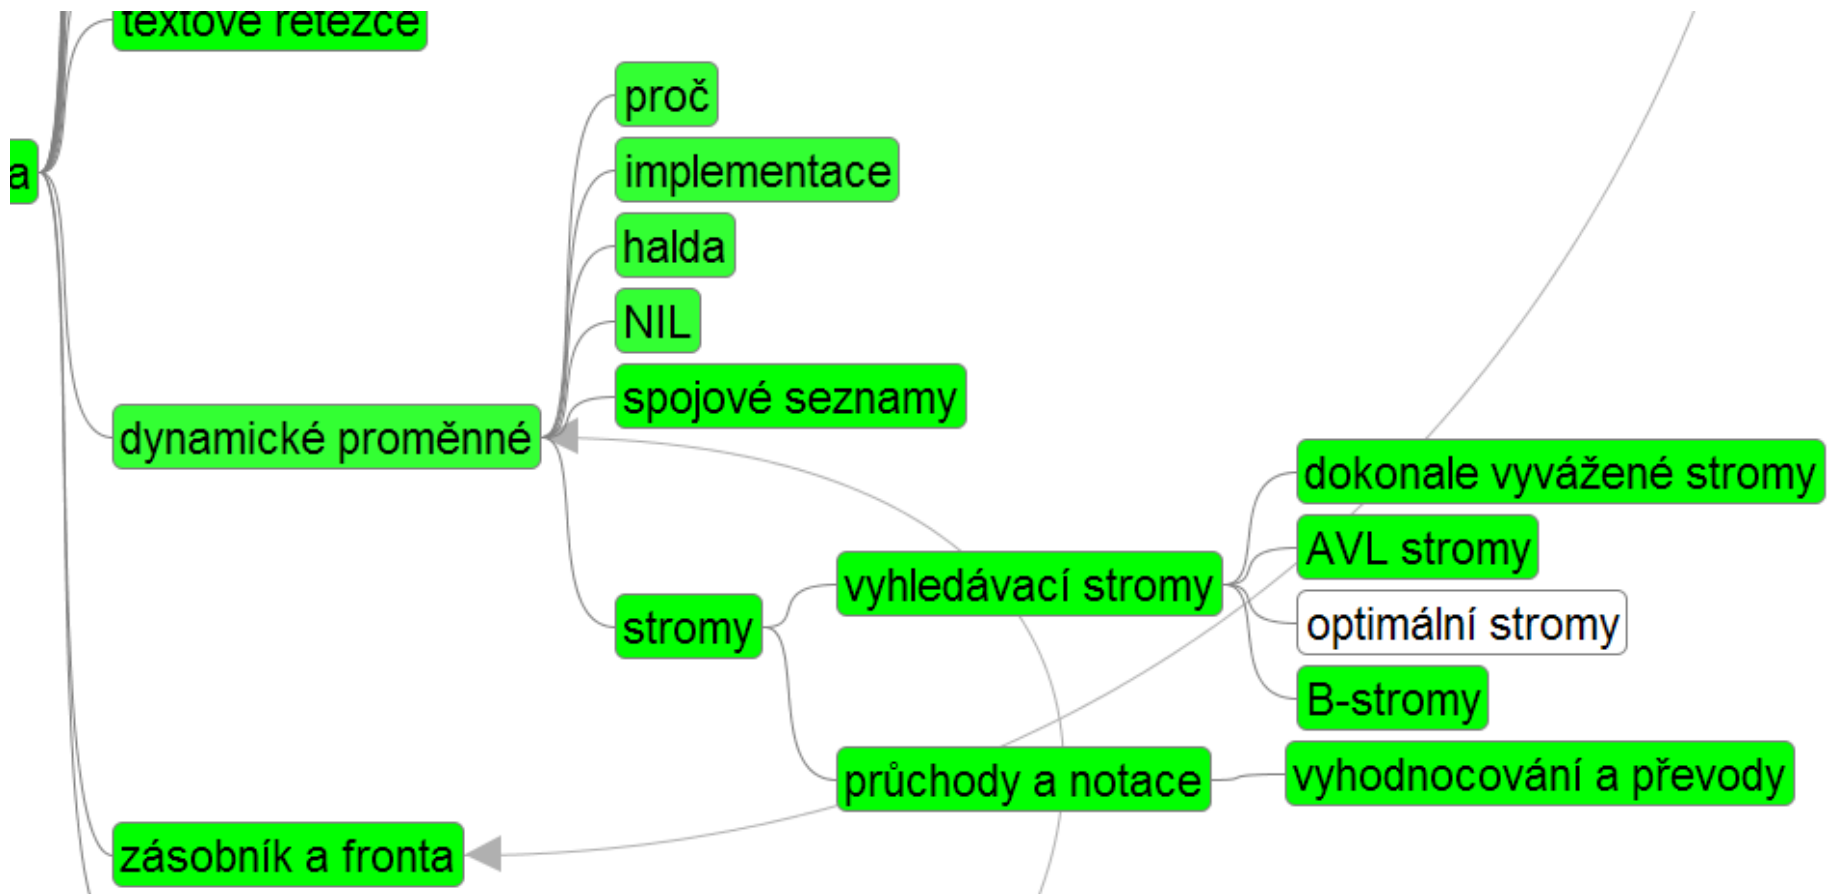 textové řetězce
proč
implementace
a
halda
NIL
spojové seznamy
dynamické proměnné
dokonale vyvážené stromy
AVL stromy
vyhledávací stromy
optimální stromy
stromy
B-stromy
průchody a notace
vyhodnocování a převody
zásobník a fronta